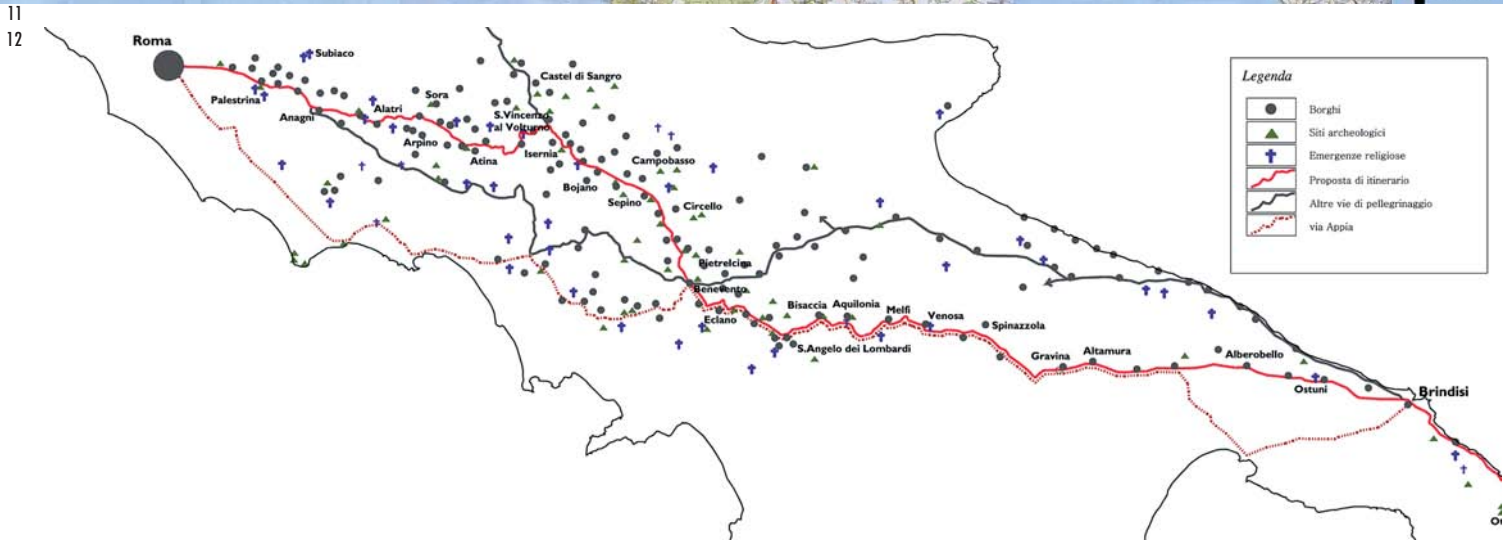 11
12
Roma
Subiaco
Palestrina
Anagni
Alatri
Sora
Arpino
Atina
Castel di Sangro
S.Vincenzo
al Volturno
Isernia
Campobasso
Bojano
Sepino
Circello
Pietrelcina
Benevento
Eclano
Bisaccia
Aquilonia
S.Angelo dei Lombardi
Melfi
Venosa
Spinazzola
Gravina
Altamura
Alberobello
Ostuni
Brindisi
Legenda
Borghi
Siti archeologici
Emergenze religiose
Proposta di itinerario
Altre vie di pellegrinaggio
via Appia